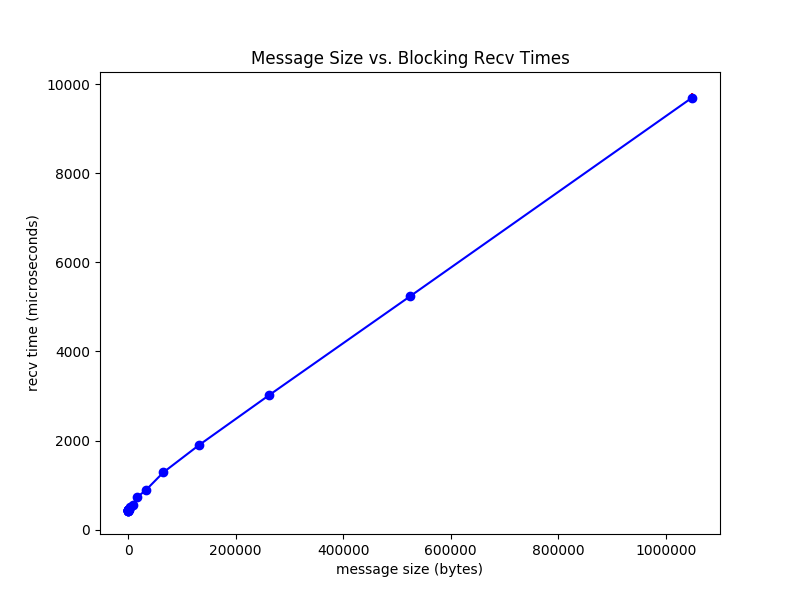 Message Size vs. Blocking Recv Times
recv time (microseconds)
10000
8000
6000
4000
2000
0
0 200000 400000 600000 800000 1000000
message size (bytes)